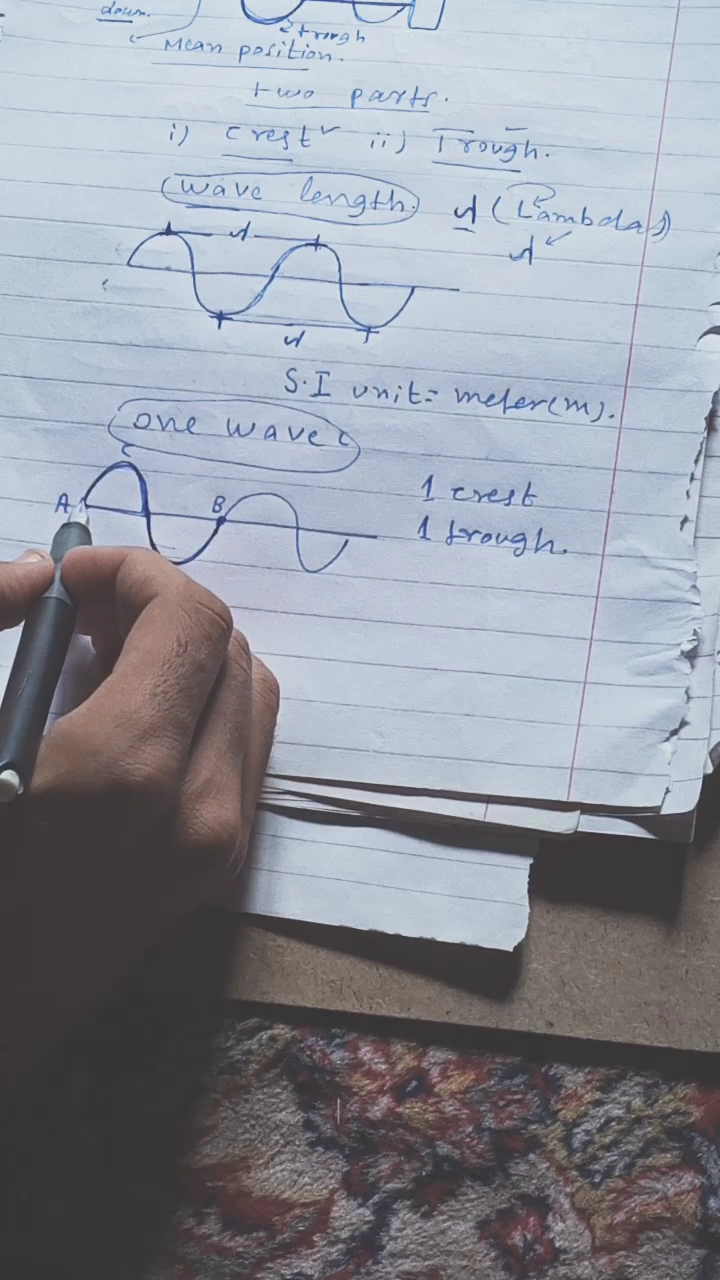 down.
trough
Mean position.
two parts.
i) Crest ii) Trough.
Wave length. λ (Lambda)
λ
λ
λ
S.I unit= meter(m).
one wave
A B 1 crest
1 trough.